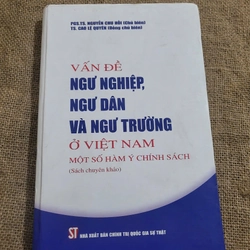 PGS.TS. NGUYỄN CHU HỒI (Chủ biên)
TS. CAO LỆ QUYÊN (Đồng chủ biên)
VẤN ĐỀ
NGƯ NGHIỆP,
NGƯ DÂN
VÀ NGƯ TRƯỜNG
Ở VIỆT NAM
MỘT SỐ HÀM Ý CHÍNH SÁCH
(Sách chuyên khảo)
ST NHÀ XUẤT BẢN CHÍNH TRỊ QUỐC GIA SỰ THẬT